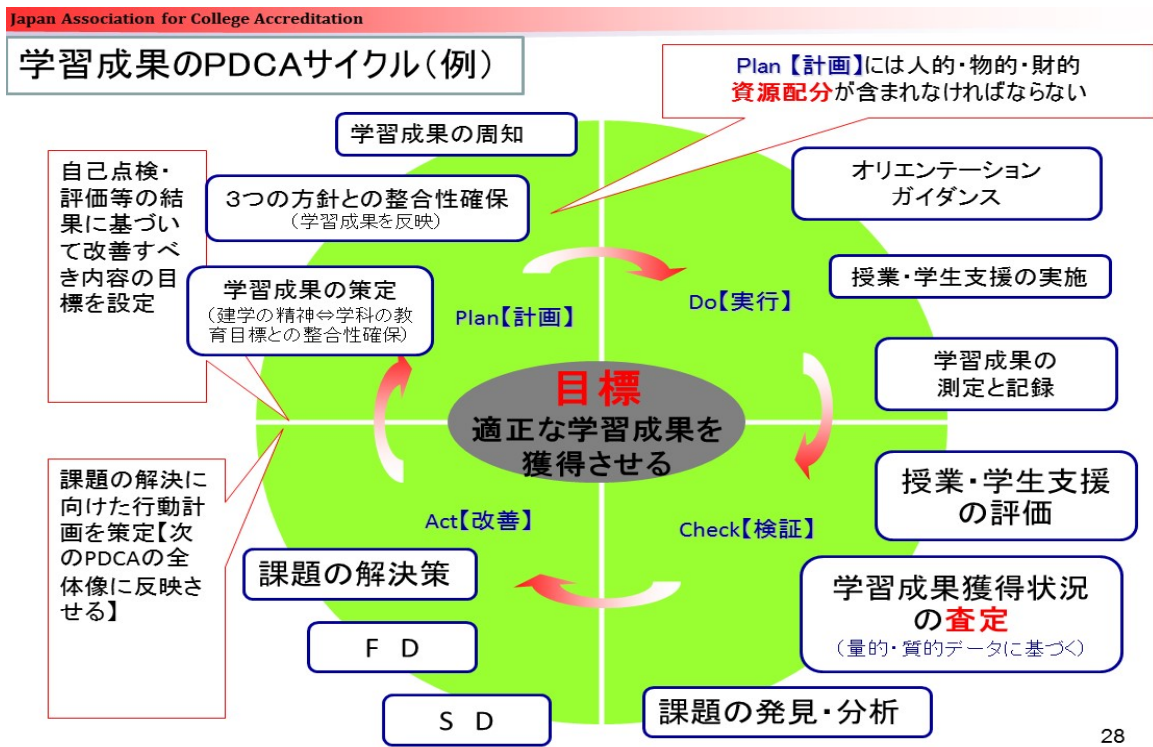 Japan Association for College Accreditation
学習成果のPDCAサイクル(例)
Plan【計画】には人的・物的・財的
資源配分が含まれなければならない
学習成果の周知
自己点検・
評価等の結
果に基づい
て改善すべ
き内容の目
標を設定
3つの方針との整合性確保
(学習成果を反映)
学習成果の策定
(建学の精神⇔学科の教
育目標との整合性確保)
オリエンテーション
ガイダンス
授業・学生支援の実施
学習成果の
測定と記録
Plan【計画】
Do【実行】
目標
適正な学習成果を
獲得させる
Act【改善】
Check【検証】
授業・学生支援
の評価
学習成果獲得状況
の査定
(量的・質的データに基づく)
課題の発見・分析
課題の解決に
向けた行動計
画を策定【次
のPDCAの全
体像に反映さ
せる】
課題の解決策
F D
S D
28